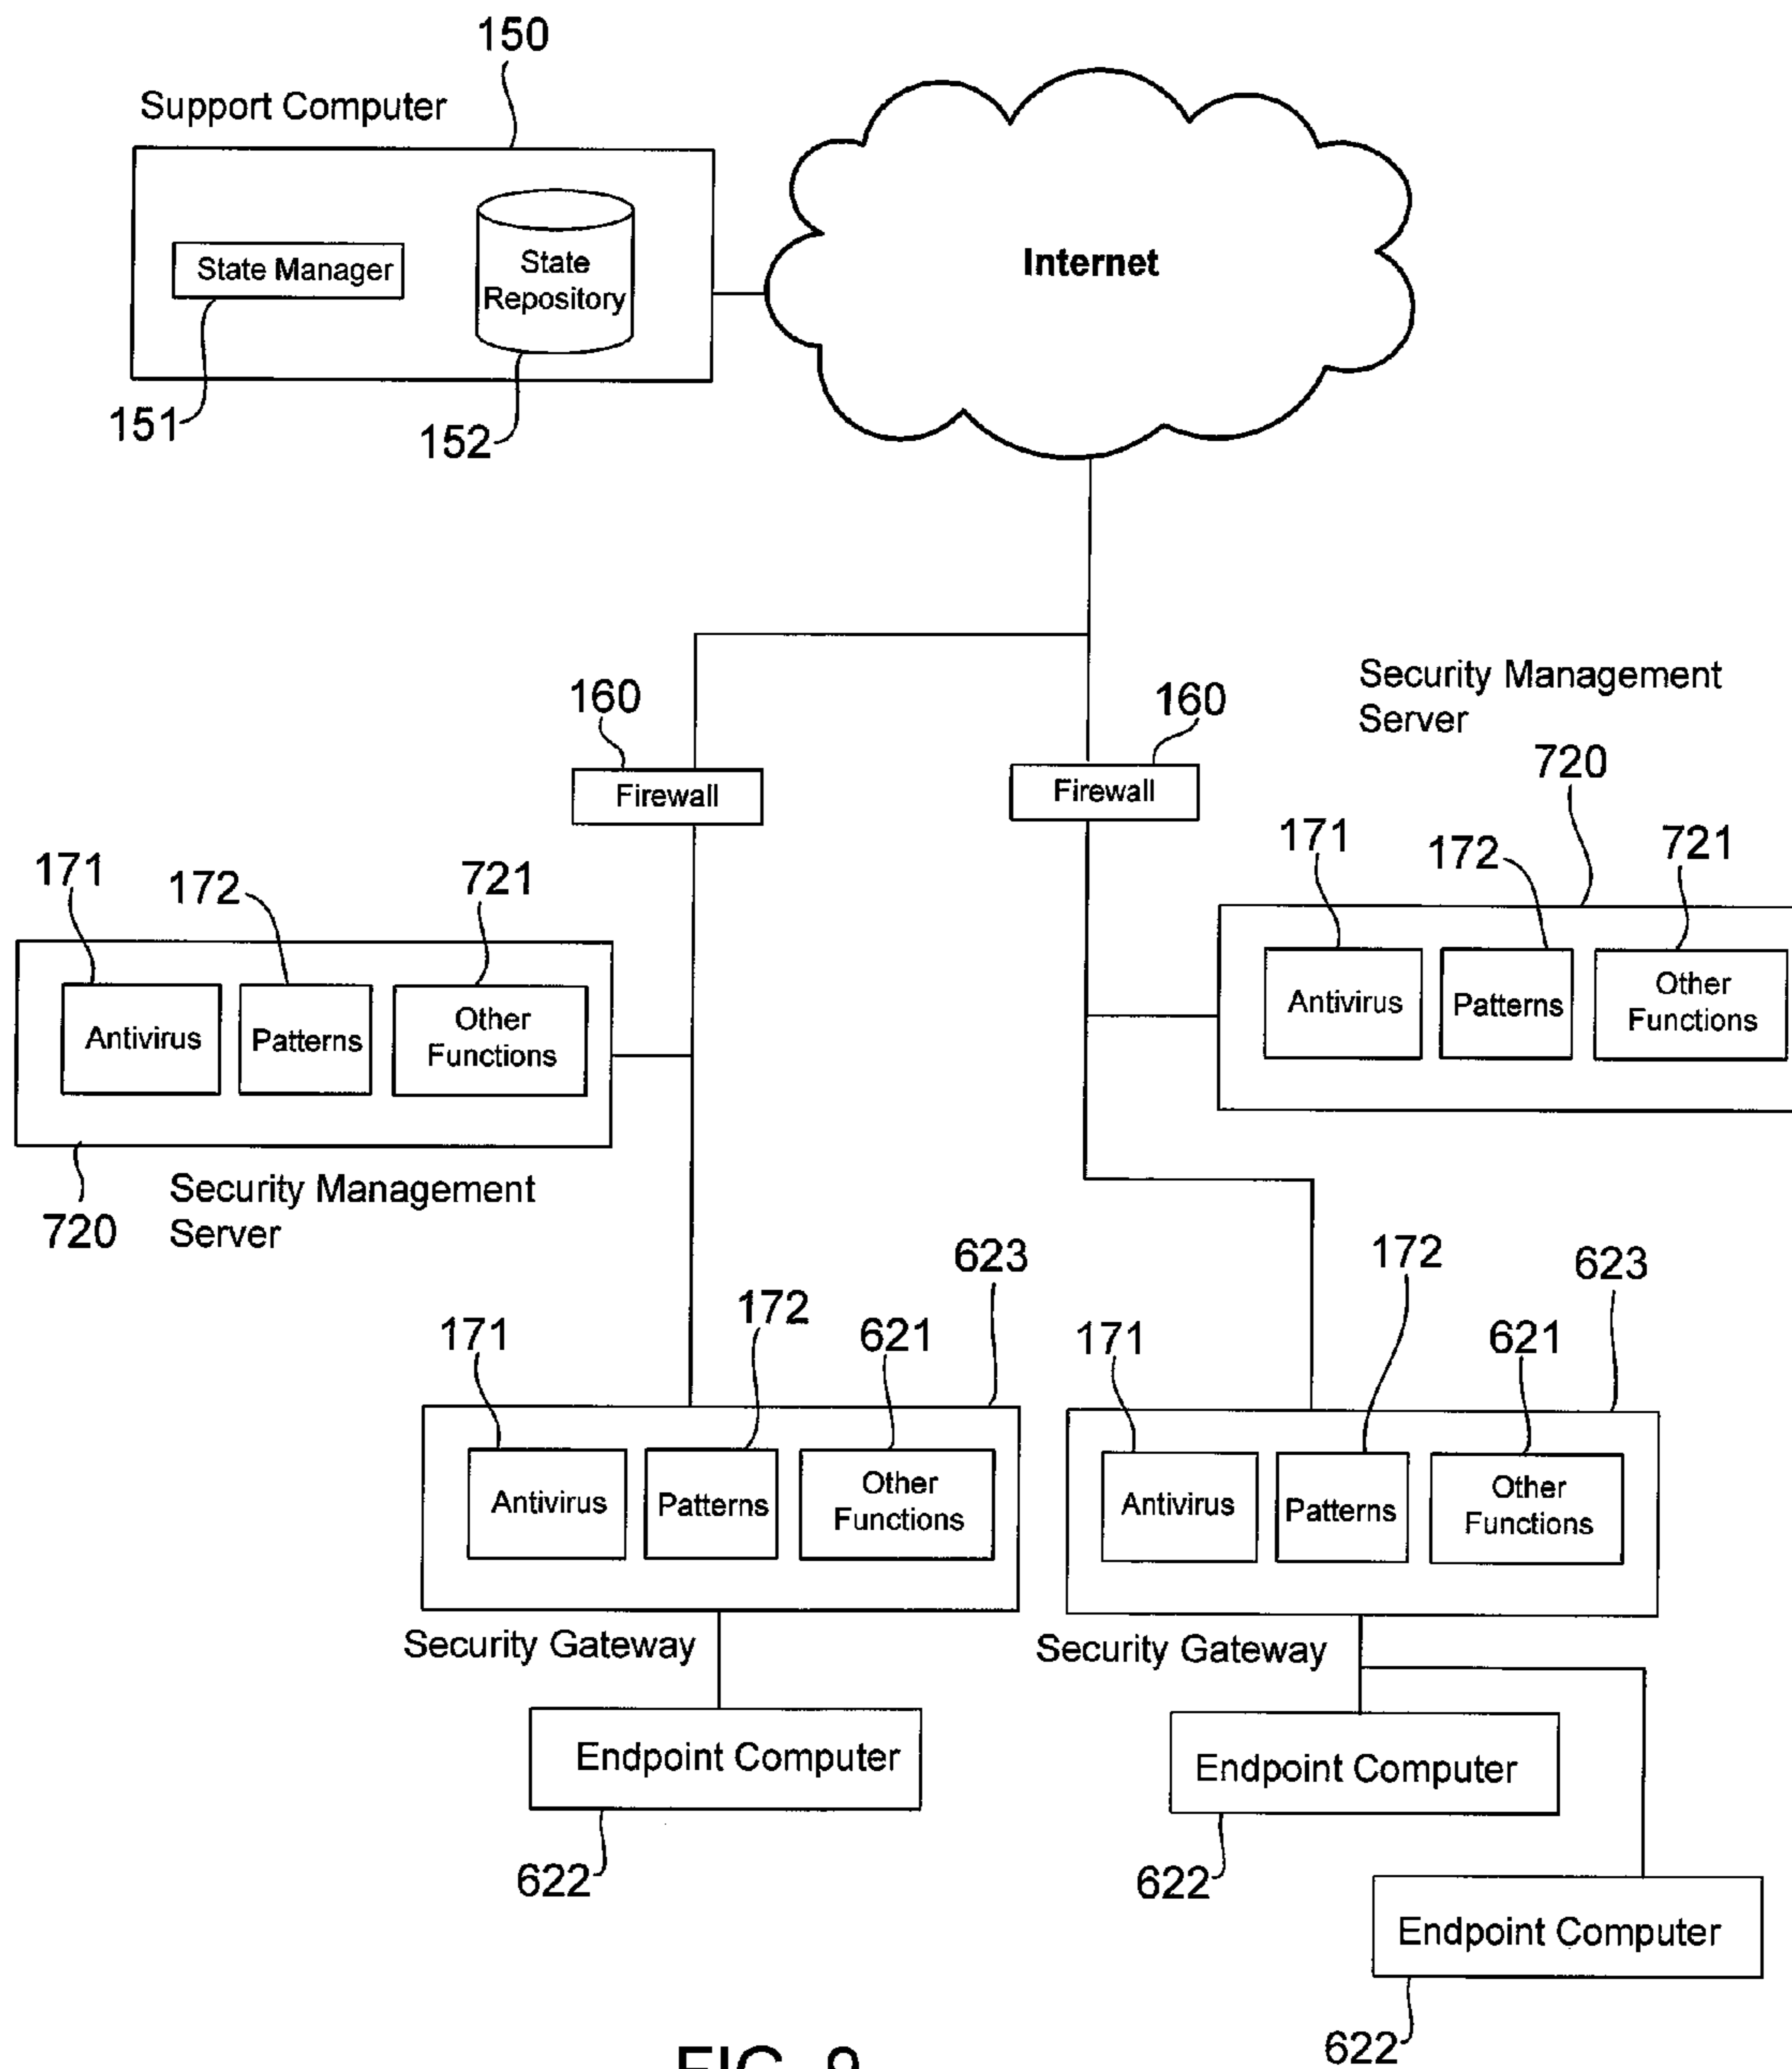 150
Support Computer
State Manager
State
Repository
151
152
Internet
160
Firewall
160
Firewall
Security Management
Server
720
171
172
721
Antivirus
Patterns
Other
Functions
720
Security Management
Server
171
172
721
Antivirus
Patterns
Other
Functions
623
171
172
621
Antivirus
Patterns
Other
Functions
Security Gateway
Endpoint Computer
622
623
171
172
621
Antivirus
Patterns
Other
Functions
Security Gateway
Endpoint Computer
622
Endpoint Computer
622
FIG. 9